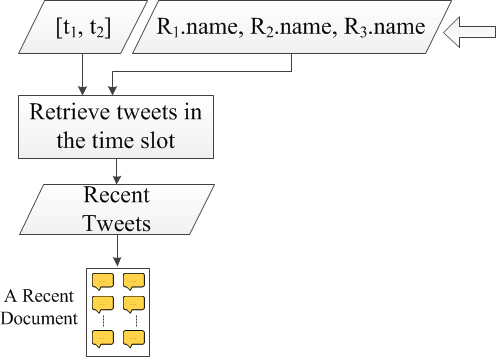 [t₁, t₂]
R₁.name, R₂.name, R₃.name
Retrieve tweets in
the time slot
Recent
Tweets
A Recent
Document